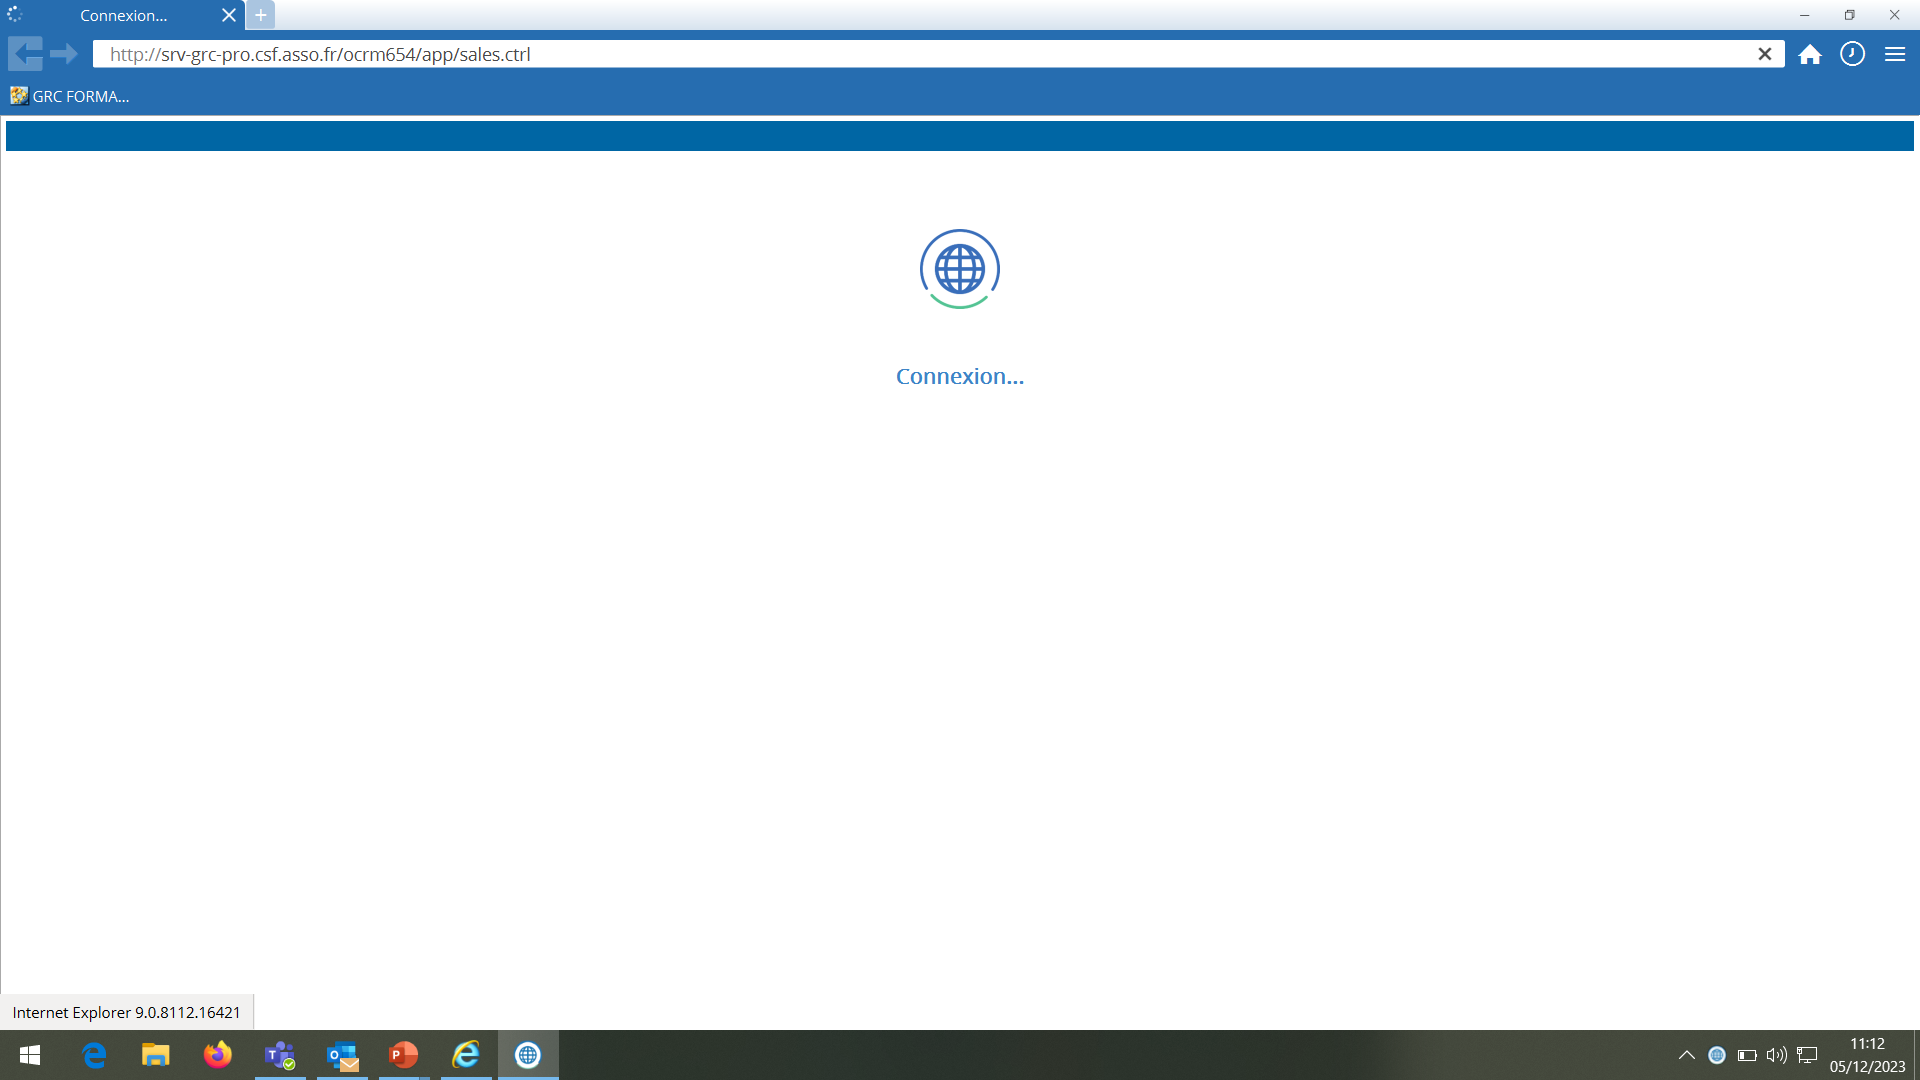 Connexion...
http://srv-grc-pro.csf.asso.fr/ocrm654/app/sales.ctrl
GRC FORMA...
Connexion...
Internet Explorer 9.0.8112.16421
11:12
05/12/2023